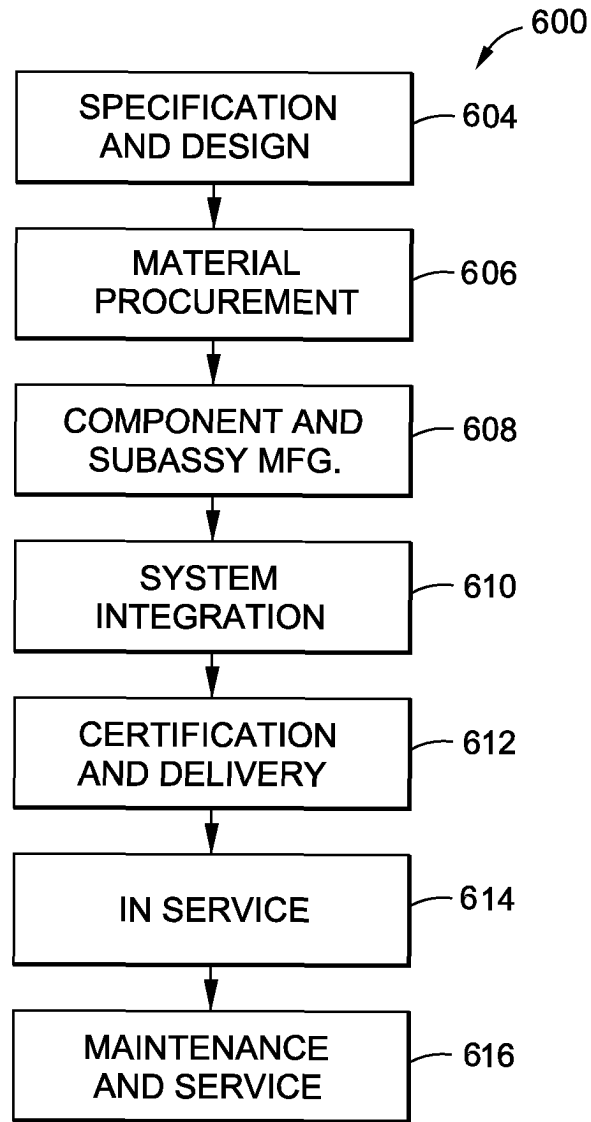 600
SPECIFICATION
AND DESIGN
604
MATERIAL
PROCUREMENT
606
COMPONENT AND
SUBASSY MFG.
608
SYSTEM
INTEGRATION
610
CERTIFICATION
AND DELIVERY
612
IN SERVICE
614
MAINTENANCE
AND SERVICE
616